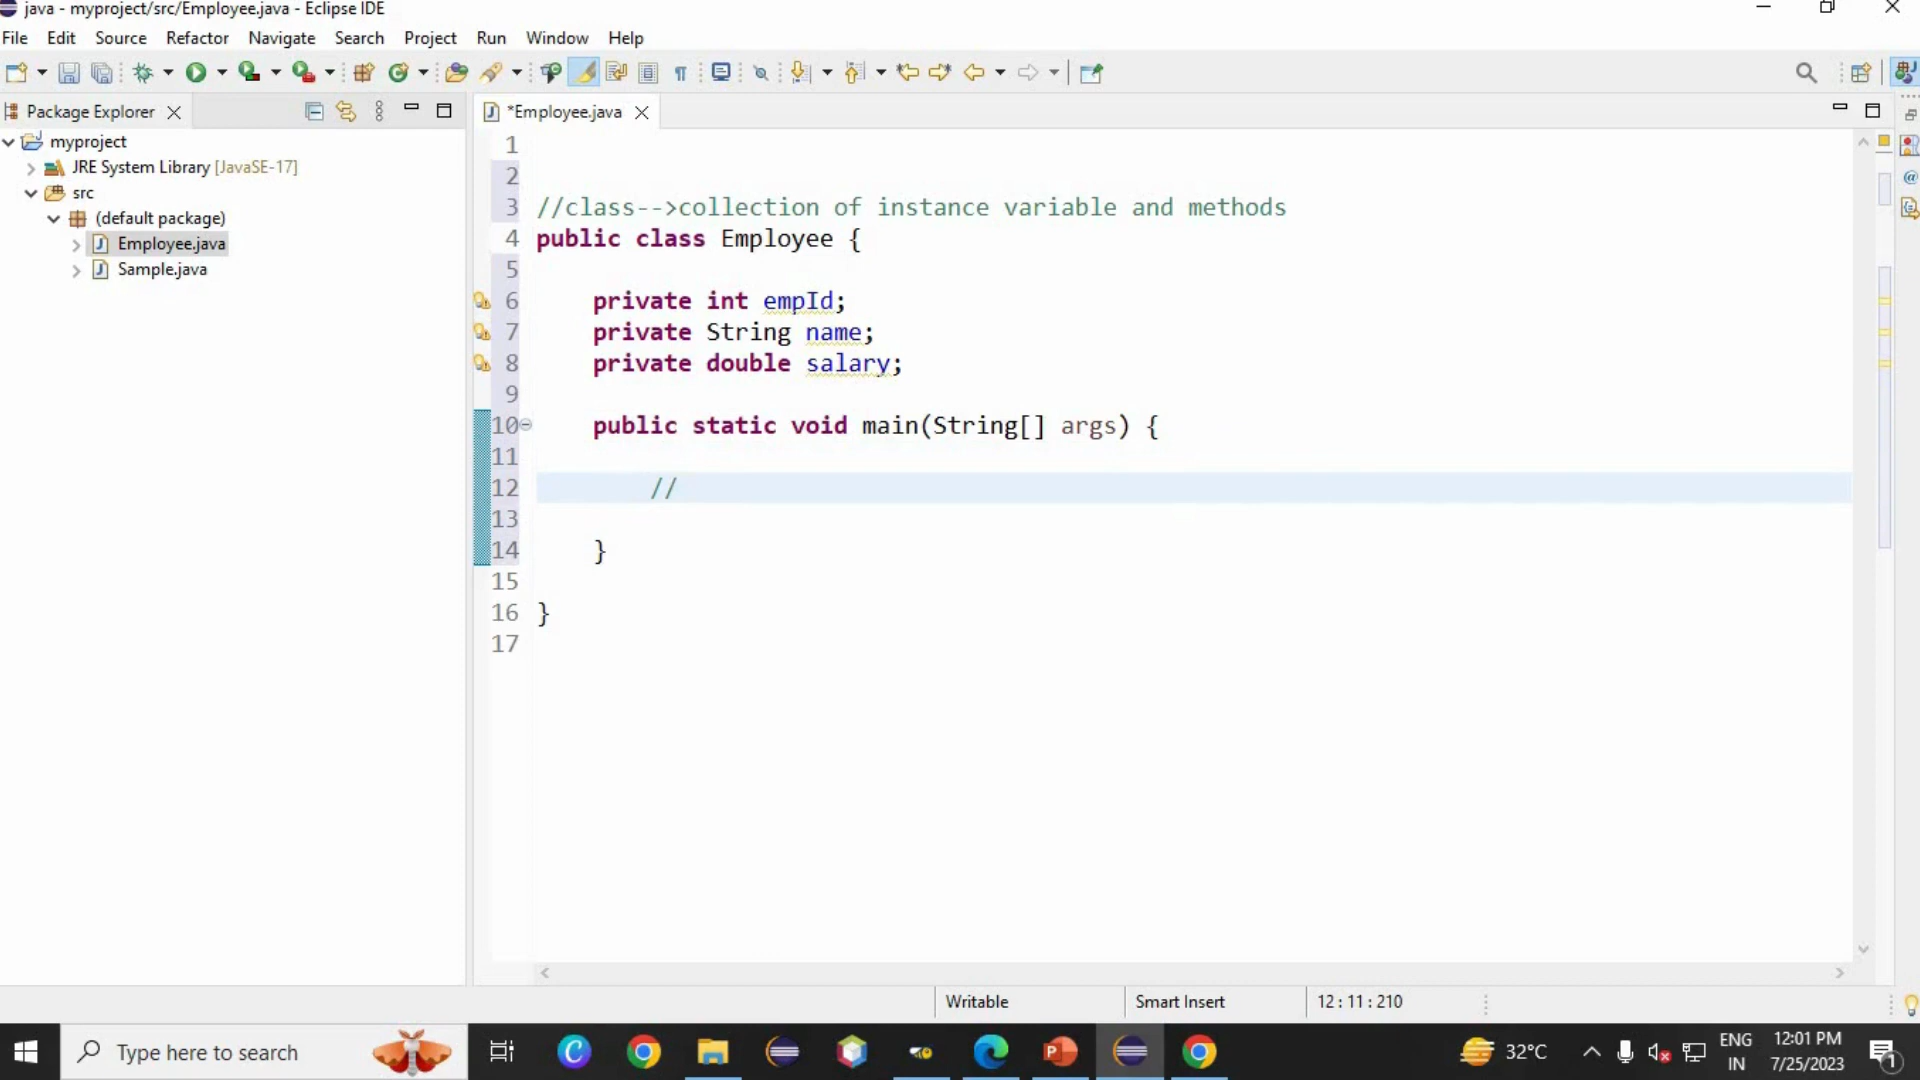 java - myproject/src/Employee.java - Eclipse IDE
File Edit Source Refactor Navigate Search Project Run Window Help
Package Explorer
*Employee.java
myproject
JRE System Library [JavaSE-17]
src
(default package)
Employee.java
Sample.java
1
2
3 //class-->collection of instance variable and methods
4 public class Employee {
5
6 private int empId;
7 private String name;
8 private double salary;
9
10 public static void main(String[] args) {
11
12 //
13
14 }
15
16 }
17
Writable Smart Insert 12 : 11 : 210
Type here to search
32°C
ENG
IN
12:01 PM
7/25/2023
1